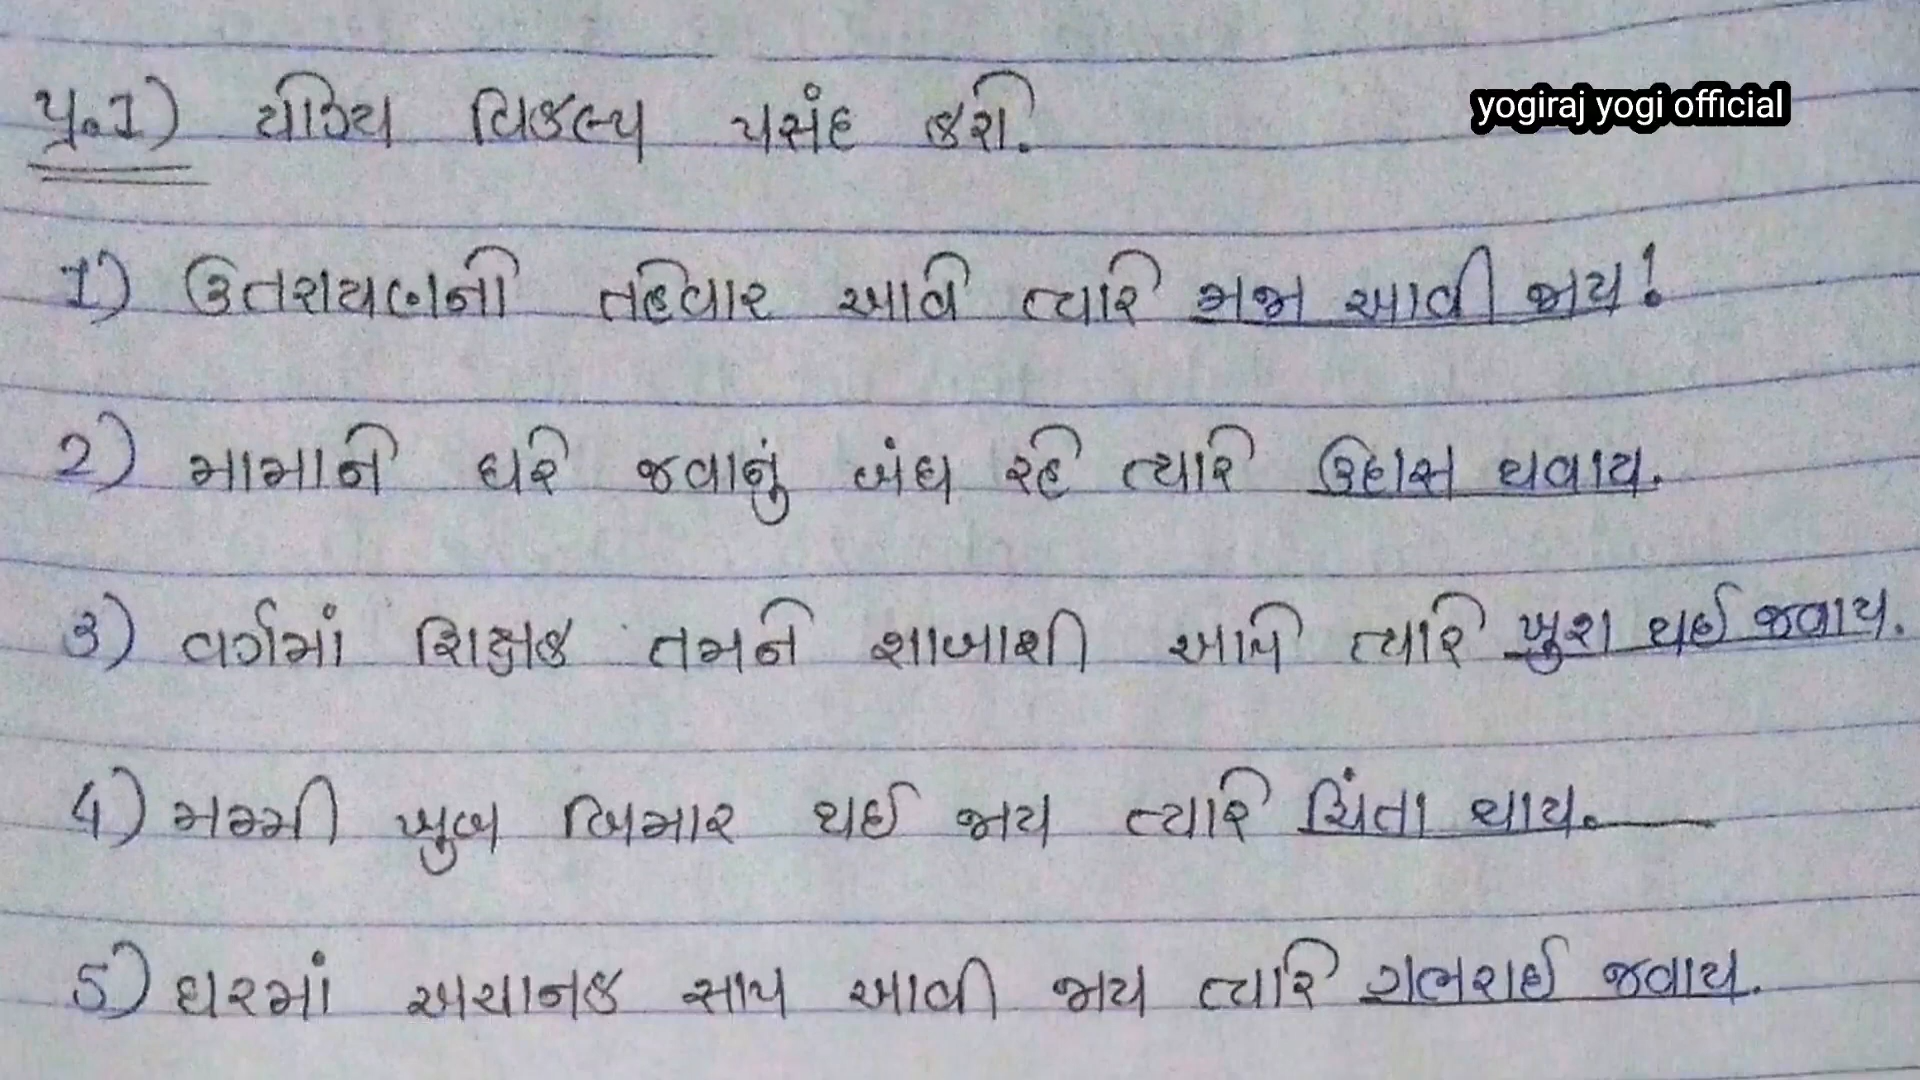 પ્ર.1) યોગ્ય વિકલ્પ પસંદ કરો.
yogiraj yogi official
1) ઉતરાયણનો તહેવાર આવે ત્યારે મજા આવી જાય!
2) મામાને ઘરે જવાનું બંધ રહે ત્યારે ઉદાસ થવાય.
3) વર્ગમાં શિક્ષક તમને શાબાશી આપે ત્યારે ખુશ થઈ જવાય.
4) મમ્મી ખુબ બિમાર થઈ જાય ત્યારે ચિંતા થાય.
5) ઘરમાં અચાનક સાપ આવી જાય ત્યારે ગભરાઈ જવાય.